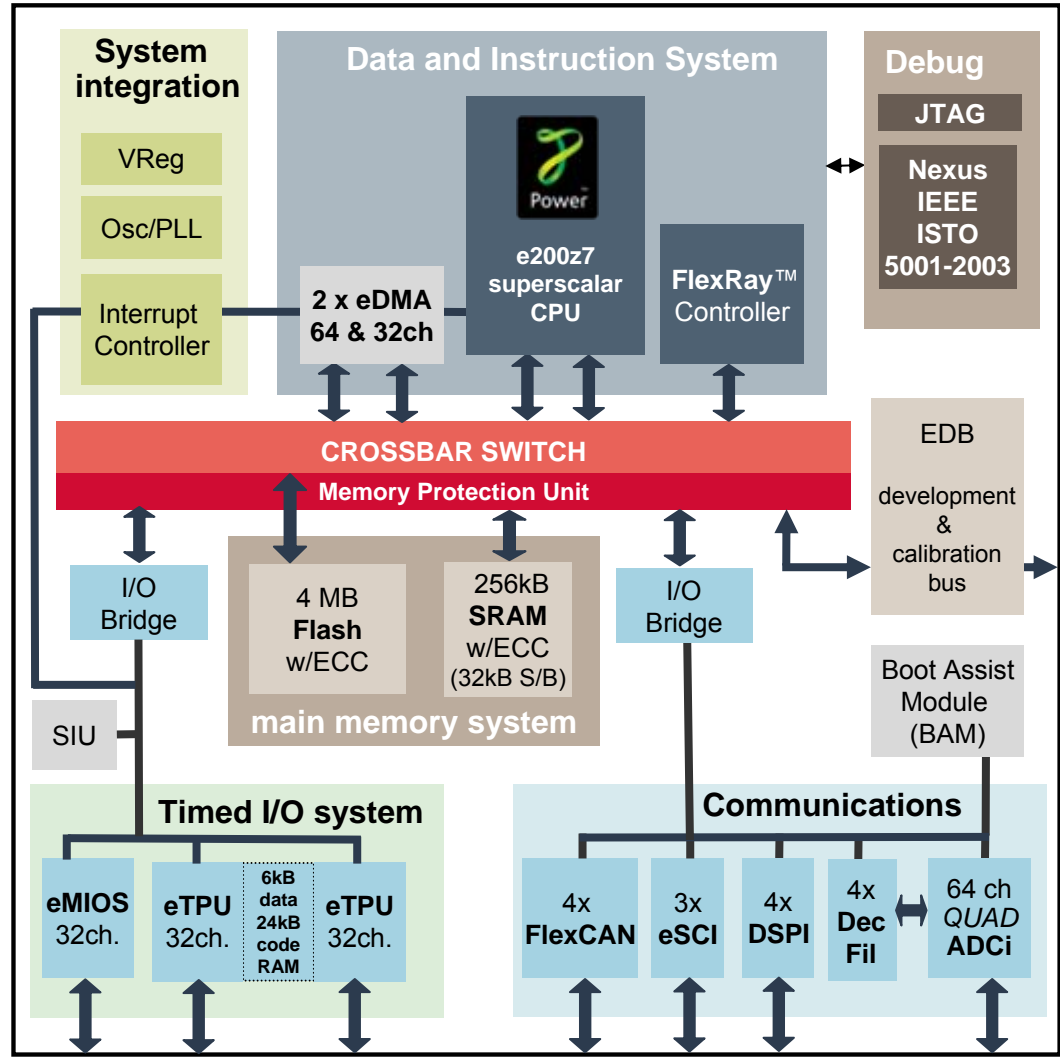 System
integration
VReg
Osc/PLL
Interrupt
Controller
Data and Instruction System
Power™
e200z7
superscalar
CPU
2 x eDMA
64 & 32ch
FlexRay™
Controller
Debug
JTAG
Nexus
IEEE
ISTO
5001-2003
CROSSBAR SWITCH
Memory Protection Unit
EDB
development
&
calibration
bus
I/O
Bridge
4 MB
Flash
w/ECC
256kB
SRAM
w/ECC
(32kB S/B)
main memory system
I/O
Bridge
Boot Assist
Module
(BAM)
SIU
Timed I/O system
eMIOS
32ch.
eTPU
32ch.
6kB
data
24kB
code
RAM
eTPU
32ch.
Communications
4x
FlexCAN
3x
eSCI
4x
DSPI
4x
Dec
Fil
64 ch
QUAD
ADCi